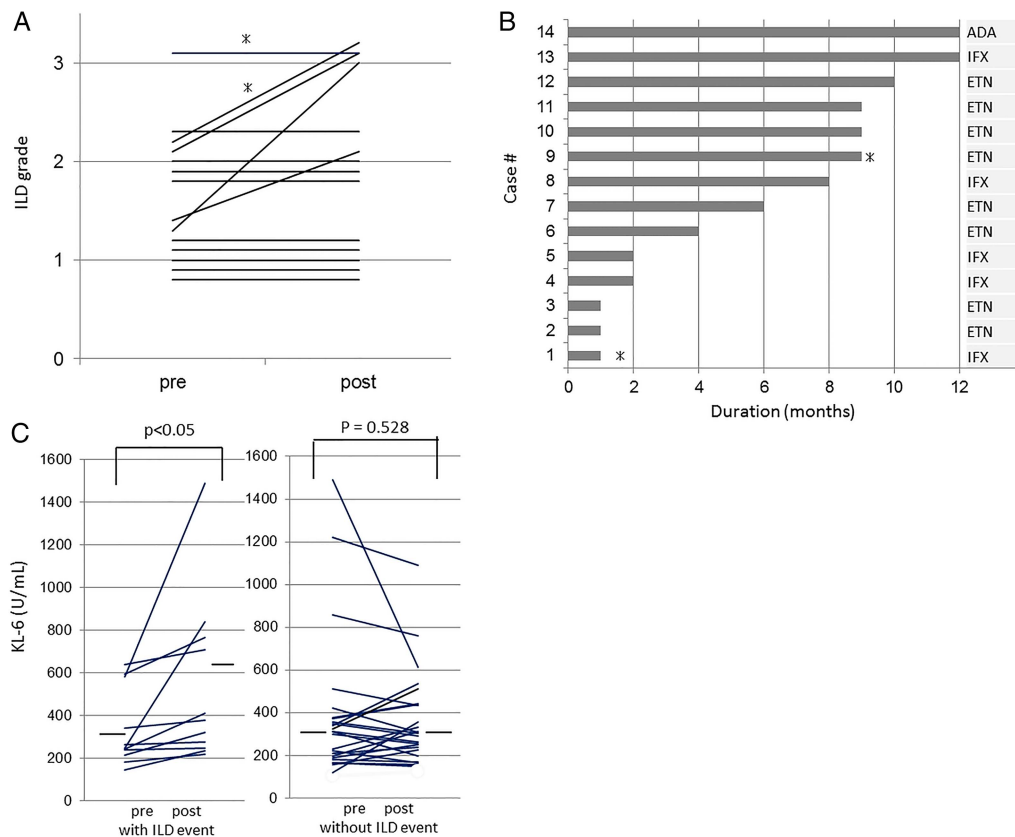 A
ILD grade
3
2
1
0
*
*
pre post
B
Case #
14 ADA
13 IFX
12 ETN
11 ETN
10 ETN
9 * ETN
8 IFX
7 ETN
6 ETN
5 IFX
4 IFX
3 ETN
2 ETN
1 * IFX
0 2 4 6 8 10 12
Duration (months)
C
KL-6 (U/mL)
p<0.05
1600
1400
1200
1000
800
600
400
200
0
pre post
with ILD event
P = 0.528
1600
1400
1200
1000
800
600
400
200
0
pre post
without ILD event